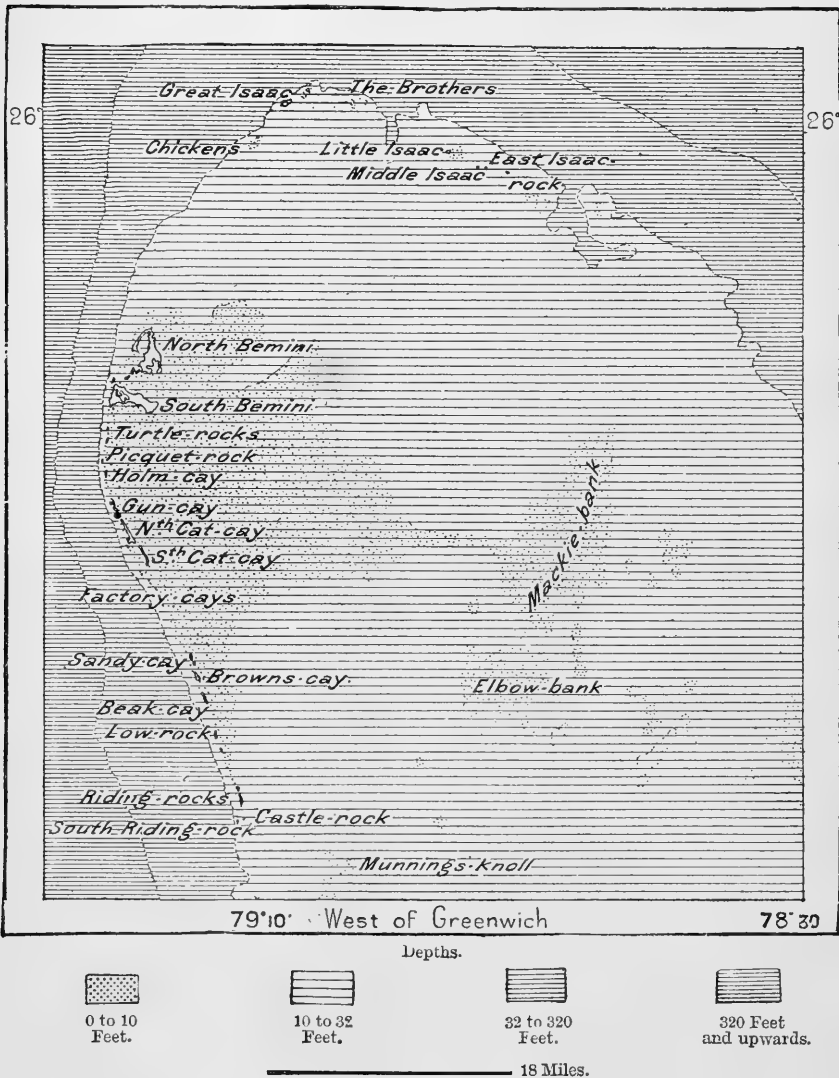 Great Isaac
The Brothers
26°
26°
Chickens
Little Isaac
East Isaac
Middle Isaac
rock
North Bemini
South Bemini
Turtle-rocks
Picquet-rock
Holm-cay
Gun-cay
Nth Cat-cay
Sth Cat-cay
Mackie-bank
Factory-cays
Sandy-cay
Browns-cay
Elbow-bank
Beak-cay
Low-rock
Riding-rocks
Castle-rock
South-Riding-rock
Munnings-Knoll
79°10' West of Greenwich 78°30
Depths.
0 to 10
Feet.
10 to 32
Feet.
32 to 320
Feet.
320 Feet
and upwards.
18 Miles.